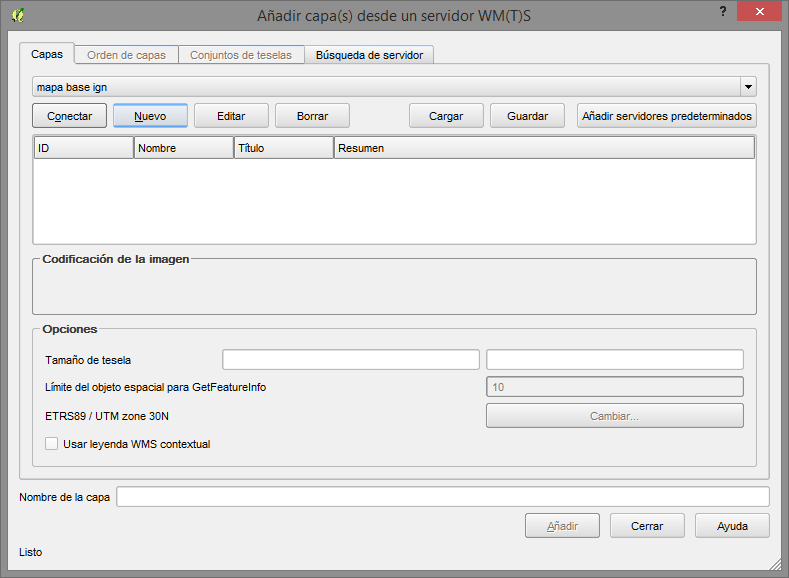 Añadir capa(s) desde un servidor WM(T)S
?
Capas Orden de capas Conjuntos de teselas Búsqueda de servidor
mapa base ign
Conectar Nuevo Editar Borrar Cargar Guardar Añadir servidores predeterminados
ID Nombre Título Resumen
Codificación de la imagen
Opciones
Tamaño de tesela
Límite del objeto espacial para GetFeatureInfo 10
ETRS89 / UTM zone 30N Cambiar...
Usar leyenda WMS contextual
Nombre de la capa
Añadir Cerrar Ayuda
Listo